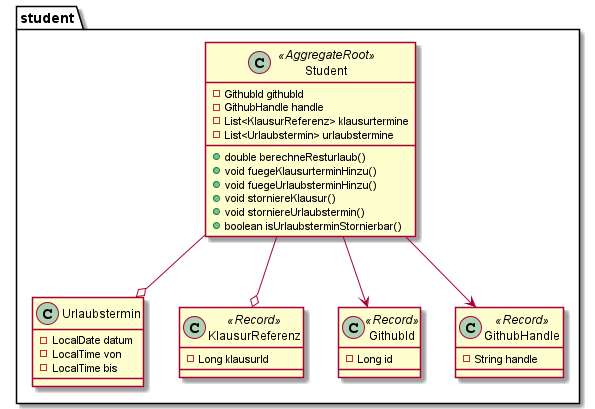 student
C «AggregateRoot»
Student
GithubId githubId
GithubHandle handle
List<KlausurReferenz> klausurtermine
List<Urlaubstermin> urlaubstermine
double berechneResturlaub()
void fuegeKlausurterminHinzu()
void fuegeUrlaubsterminHinzu()
void storniereKlausur()
void storniereUrlaubstermin()
boolean isUrlaubsterminStornierbar()
C Urlaubstermin
LocalDate datum
LocalTime von
LocalTime bis
C «Record»
KlausurReferenz
Long klausurId
C «Record»
GithubId
Long id
C «Record»
GithubHandle
String handle